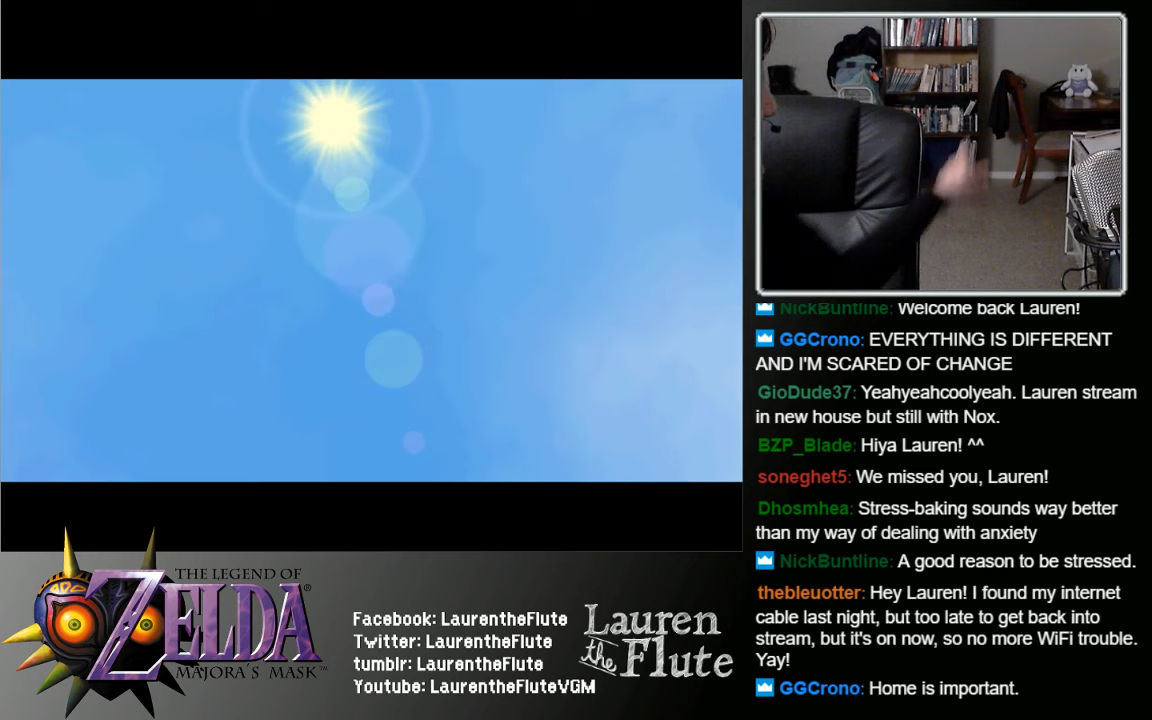 NickBuntline: Welcome back Lauren!
GGCrono: EVERYTHING IS DIFFERENT
AND I'M SCARED OF CHANGE
GioDude37: Yeahyeahcoolyeah. Lauren stream
in new house but still with Nox.
BZP_Blade: Hiya Lauren! ^^
soneghet5: We missed you, Lauren!
Dhosmhea: Stress-baking sounds way better
than my way of dealing with anxiety
NickBuntline: A good reason to be stressed.
thebleuotter: Hey Lauren! I found my internet
cable last night, but too late to get back into
stream, but it's on now, so no more WiFi trouble.
Yay!
GGCrono: Home is important.
THE LEGEND OF
ZELDA®
MAJORA'S MASK™
Facebook: LaurentheFlute
Twitter: LaurentheFlute
tumblr: LaurentheFlute
Youtube: LaurentheFluteVGM
Lauren
the Flute